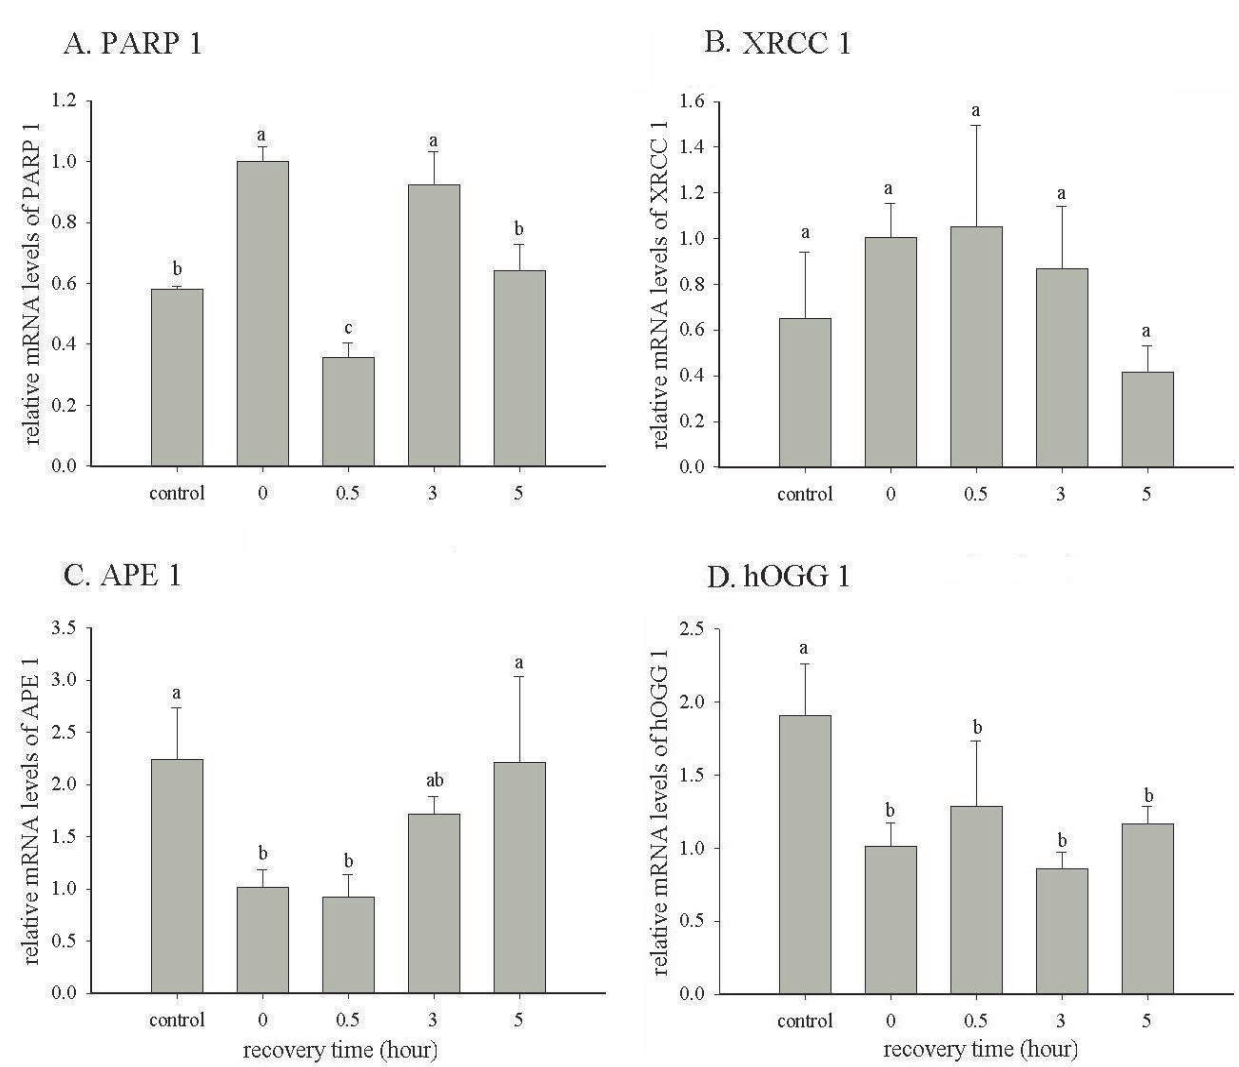 A. PARP 1
relative mRNA levels of PARP 1
1.2
1.0
0.8
0.6
0.4
0.2
0.0
b
a
c
a
b
control 0 0.5 3 5
B. XRCC 1
relative mRNA levels of XRCC 1
1.6
1.4
1.2
1.0
0.8
0.6
0.4
0.2
0.0
a
a
a
a
a
control 0 0.5 3 5
C. APE 1
relative mRNA levels of APE 1
3.5
3.0
2.5
2.0
1.5
1.0
0.5
0.0
a
b
b
ab
a
control 0 0.5 3 5
recovery time (hour)
D. hOGG 1
relative mRNA levels of hOGG 1
2.5
2.0
1.5
1.0
0.5
0.0
a
b
b
b
b
control 0 0.5 3 5
recovery time (hour)